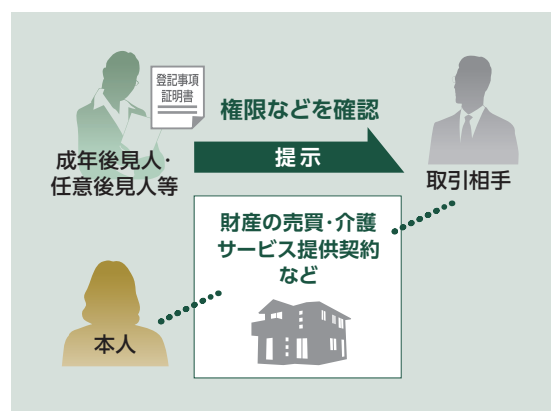 登記事項
証明書
権限などを確認
提示
成年後見人・
任意後見人等
取引相手
財産の売買・介護
サービス提供契約
など
本人